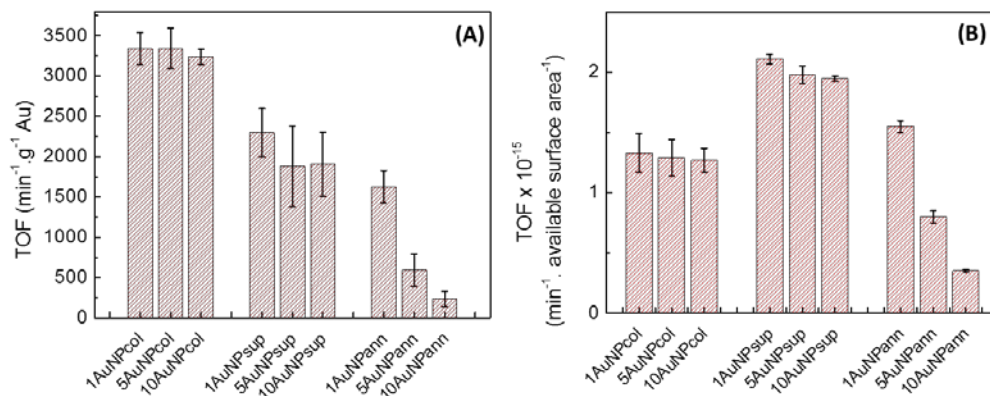 (A)
TOF (min⁻¹.g⁻¹ Au)
3500
3000
2500
2000
1500
1000
500
0
1AuNPcol
5AuNPcol
10AuNPcol
1AuNPsup
5AuNPsup
10AuNPsup
1AuNPann
5AuNPann
10AuNPann
(B)
TOF x 10⁻¹⁵
(min⁻¹. available surface area⁻¹)
2
1
0
1AuNPcol
5AuNPcol
10AuNPcol
1AuNPsup
5AuNPsup
10AuNPsup
1AuNPann
5AuNPann
10AuNPann